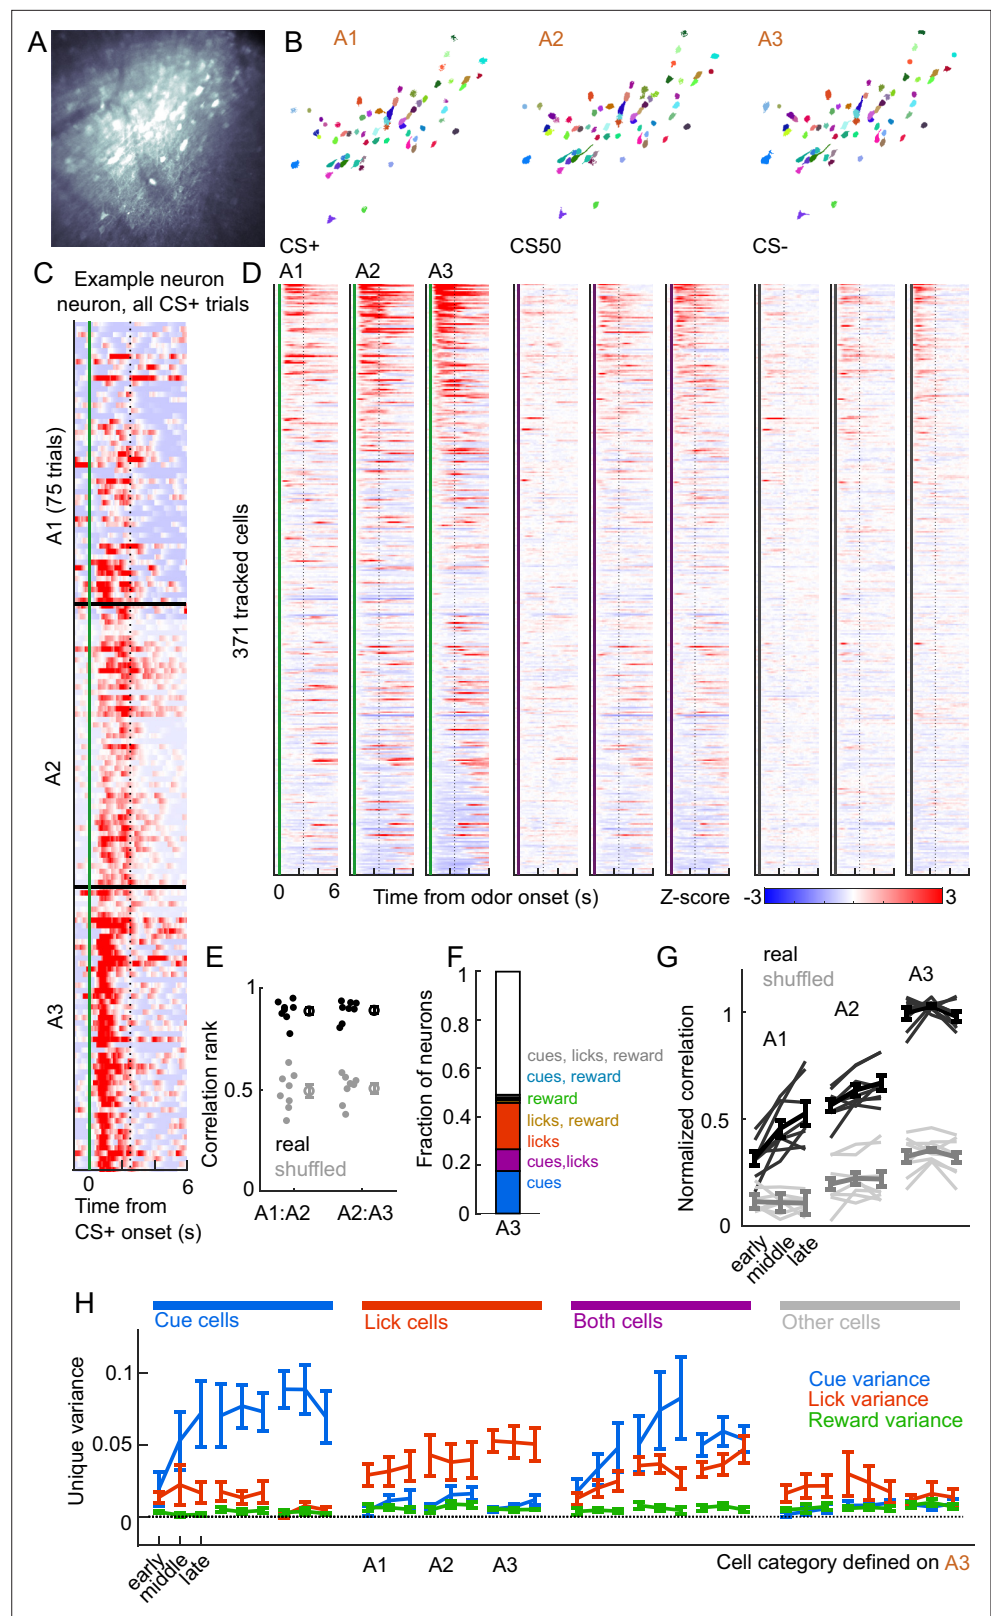 A
B
A1
A2
A3
CS+
CS50
CS-
C
Example neuron
neuron, all CS+ trials
D
A1
A2
A3
A1 (75 trials)
A2
A3
371 tracked cells
0
6
Time from odor onset (s)
Z-score
-3
3
0
6
Time from
CS+ onset (s)
E
Correlation rank
1
0.5
0
real
shuffled
A1:A2
A2:A3
F
Fraction of neurons
1
0.8
0.6
0.4
0.2
0
A3
cues, licks, reward
cues, reward
reward
licks, reward
licks
cues,licks
cues
G
real
shuffled
Normalized correlation
1
0.5
0
A1
A2
A3
early
middle
late
H
Cue cells
Lick cells
Both cells
Other cells
Unique variance
0.1
0.05
0
Cue variance
Lick variance
Reward variance
early
middle
late
A1
A2
A3
Cell category defined on A3